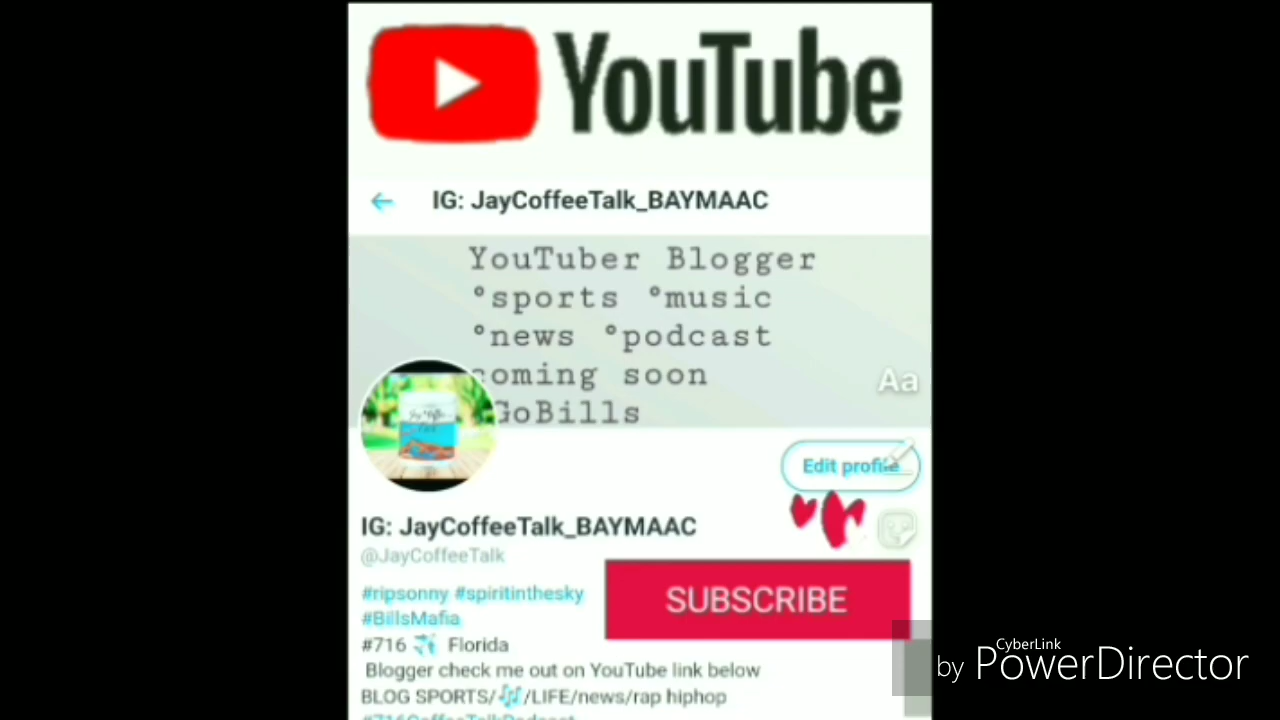 YouTube
IG: JayCoffeeTalk_BAYMAAC
YouTuber Blogger
°sports °music
°news °podcast
coming soon
GoBills
Aa
Edit profile
IG: JayCoffeeTalk_BAYMAAC
@JayCoffeeTalk
#ripsonny #spiritinthesky
#BillsMafia
#716 Florida
SUBSCRIBE
Blogger check me out on YouTube link below
BLOG SPORTS/🎶/LIFE/news/rap hiphop
#716CoffeeTalkPodcast
CyberLink
by PowerDirector